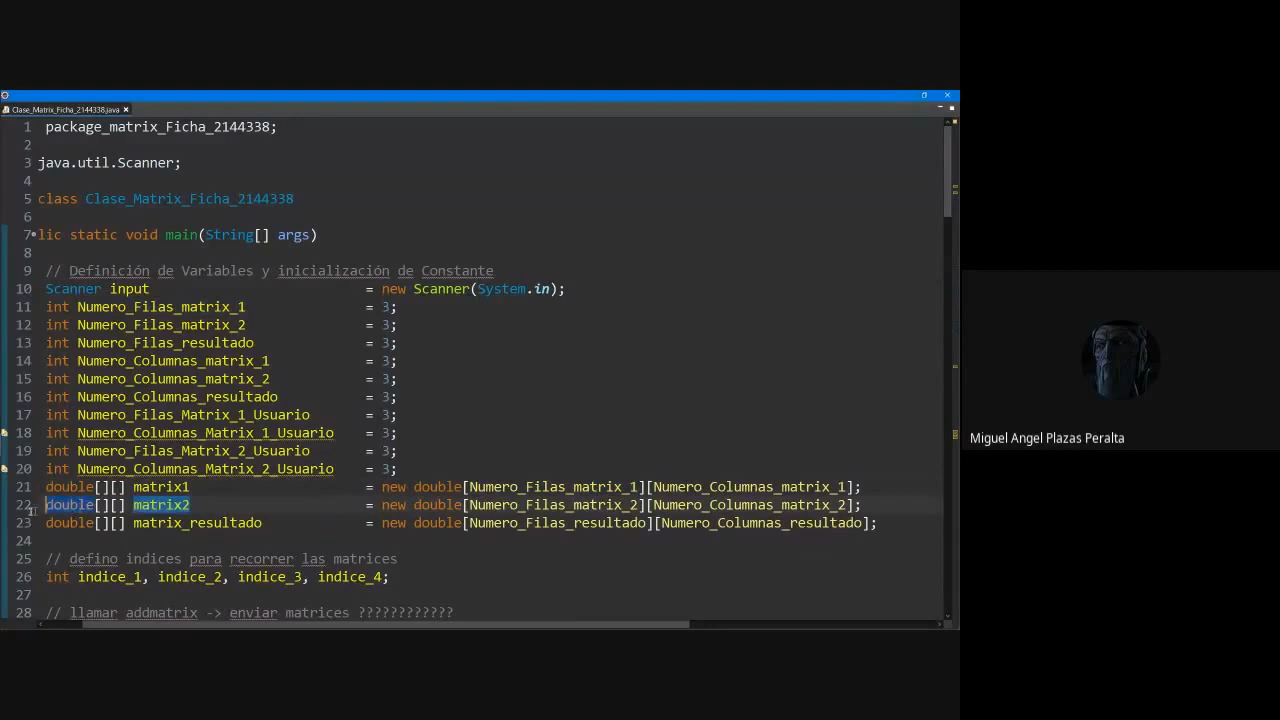 Clase_Matrix_Ficha_2144338.java
1 package_matrix_Ficha_2144338;
2
3 java.util.Scanner;
4
5 class Clase_Matrix_Ficha_2144338
6
7 lic static void main(String[] args)
8
9 // Definición de Variables y inicialización de Constante
10 Scanner input = new Scanner(System.in);
11 int Numero_Filas_matrix_1 = 3;
12 int Numero_Filas_matrix_2 = 3;
13 int Numero_Filas_resultado = 3;
14 int Numero_Columnas_matrix_1 = 3;
15 int Numero_Columnas_matrix_2 = 3;
16 int Numero_Columnas_resultado = 3;
17 int Numero_Filas_Matrix_1_Usuario = 3;
18 int Numero_Columnas_Matrix_1_Usuario = 3;
19 int Numero_Filas_Matrix_2_Usuario = 3;
20 int Numero_Columnas_Matrix_2_Usuario = 3;
21 double[][] matrix1 = new double[Numero_Filas_matrix_1][Numero_Columnas_matrix_1];
22 double[][] matrix2 = new double[Numero_Filas_matrix_2][Numero_Columnas_matrix_2];
23 double[][] matrix_resultado = new double[Numero_Filas_resultado][Numero_Columnas_resultado];
24
25 // defino indices para recorrer las matrices
26 int indice_1, indice_2, indice_3, indice_4;
27
28 // llamar addmatrix -> enviar matrices ????????????
Miguel Angel Plazas Peralta